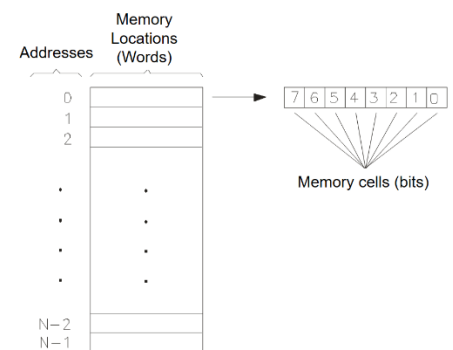 Memory
Locations
Addresses (Words)
0
7 6 5 4 3 2 1 0
1
2
Memory cells (bits)
N-2
N-1